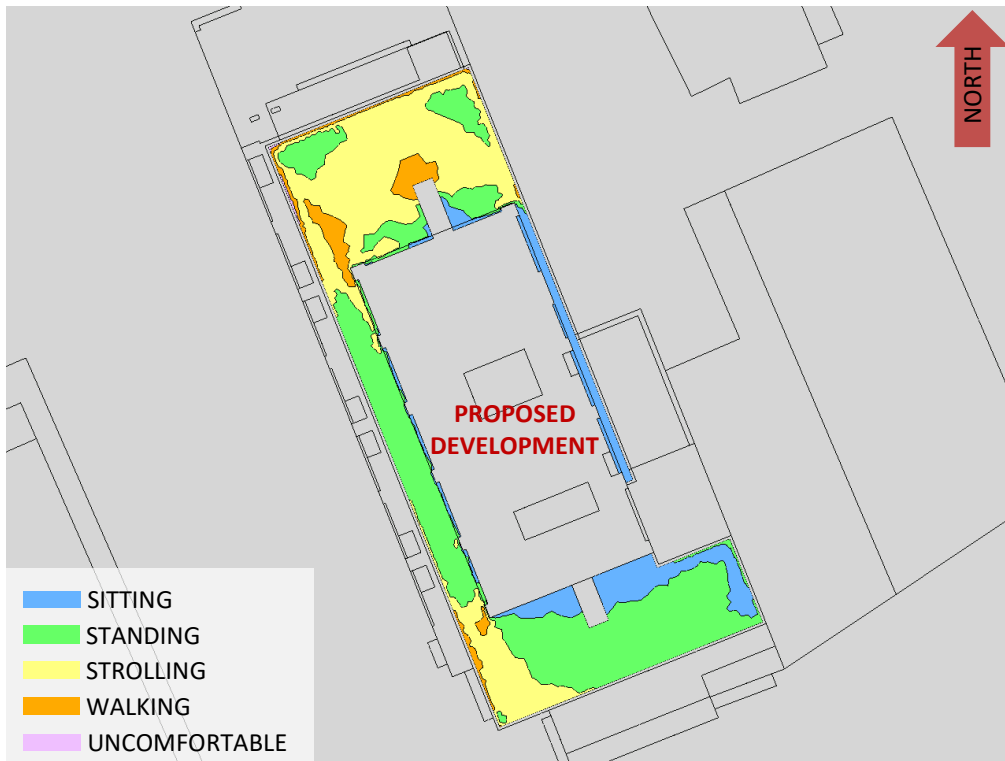 NORTH
PROPOSED
DEVELOPMENT
SITTING
STANDING
STROLLING
WALKING
UNCOMFORTABLE